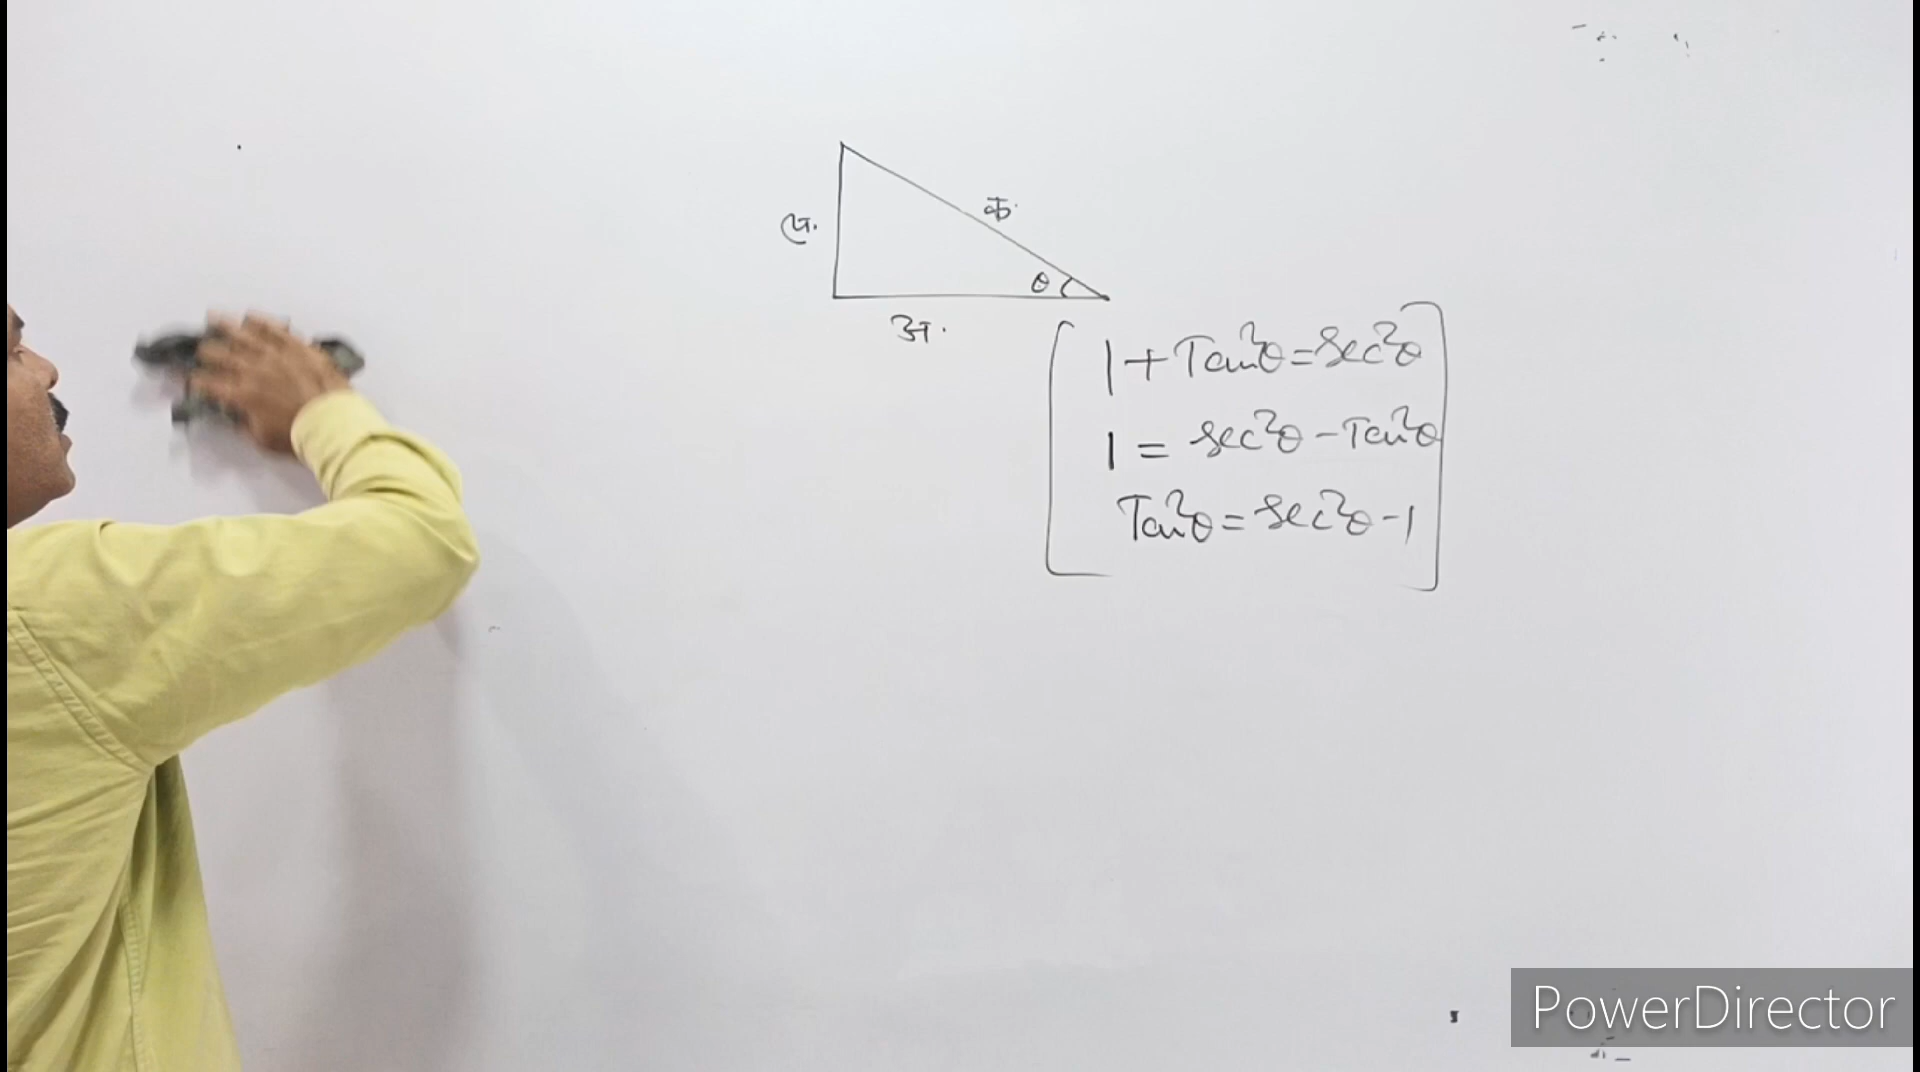 ल.
क.
θ
अ.
1 + Tan²θ = Sec²θ
1 = Sec²θ - Tan²θ
Tan²θ = Sec²θ - 1
PowerDirector